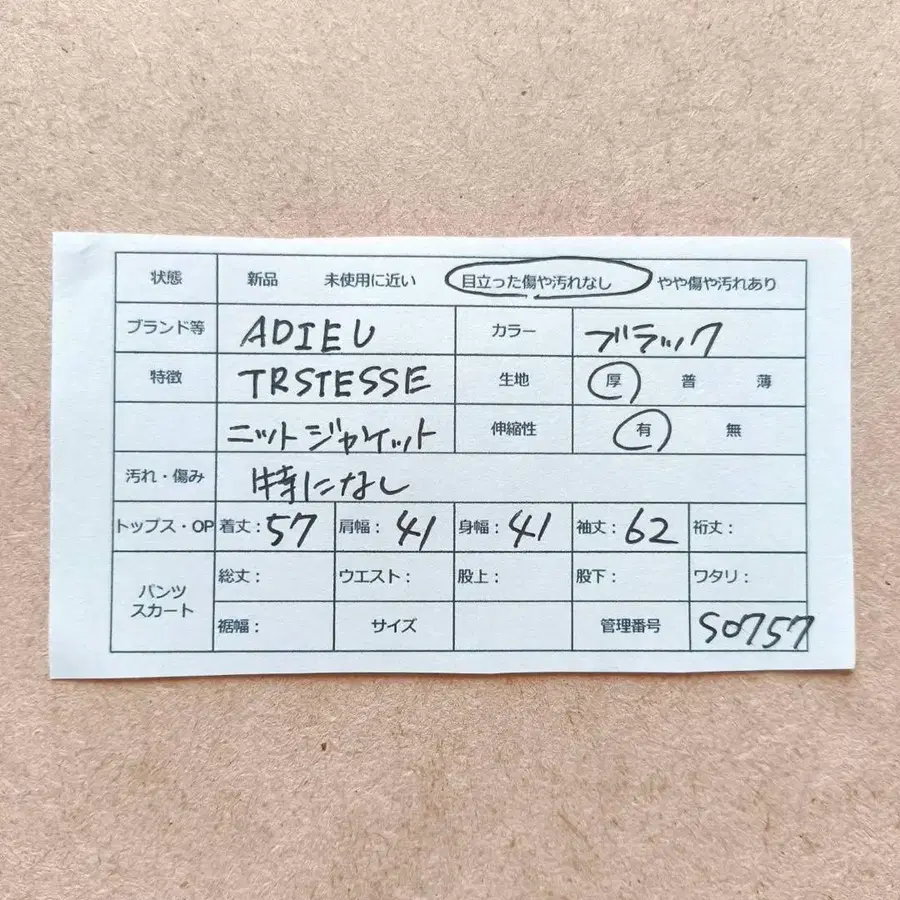 状態 新品 未使用に近い 目立った傷や汚れなし やや傷や汚れあり
ブランド等 ADIEU カラー ブラック
特徴 TRSTESSE 生地 厚 普 薄
ニットジャケット 伸縮性 有 無
汚れ・傷み 特になし
トップス・OP 着丈：57 肩幅：41 身幅：41 袖丈：62 裄丈：
パンツ スカート 総丈： ウエスト： 股上： 股下： ワタリ：
裾幅： サイズ 管理番号 S0757